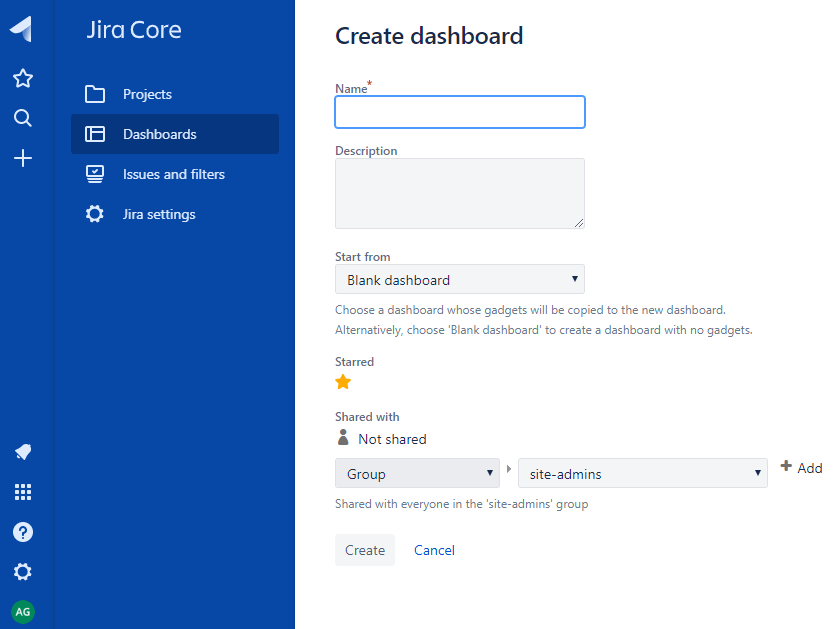 Jira Core
Projects
Dashboards
Issues and filters
Jira settings
AG
Create dashboard
Name*
Description
Start from
Blank dashboard
Choose a dashboard whose gadgets will be copied to the new dashboard.
Alternatively, choose 'Blank dashboard' to create a dashboard with no gadgets.
Starred
Shared with
Not shared
Group site-admins Add
Shared with everyone in the 'site-admins' group
Create Cancel